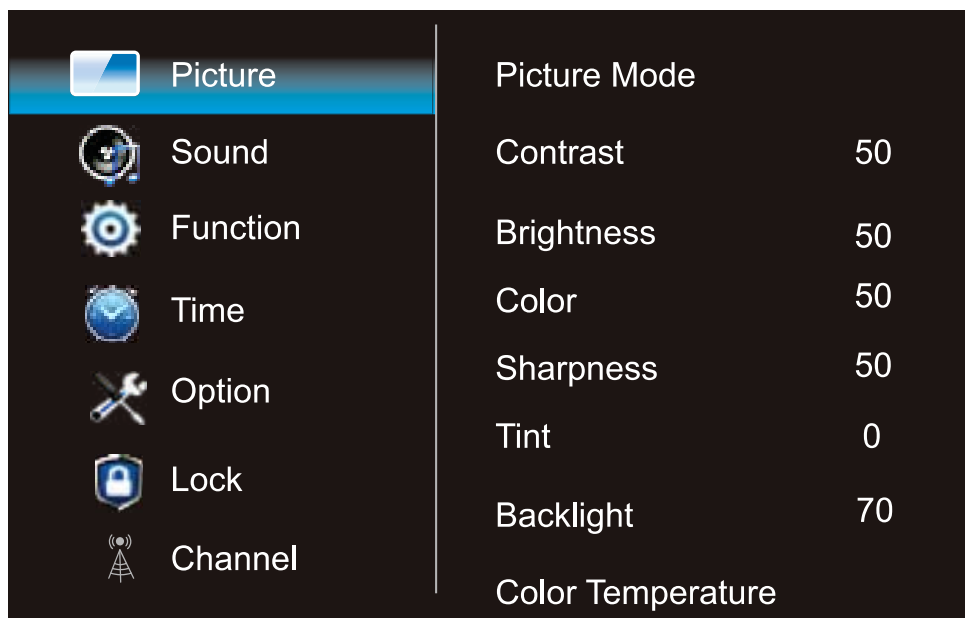 Picture
Sound
Function
Time
Option
Lock
Channel
Picture Mode
Contrast 50
Brightness 50
Color 50
Sharpness 50
Tint 0
Backlight 70
Color Temperature